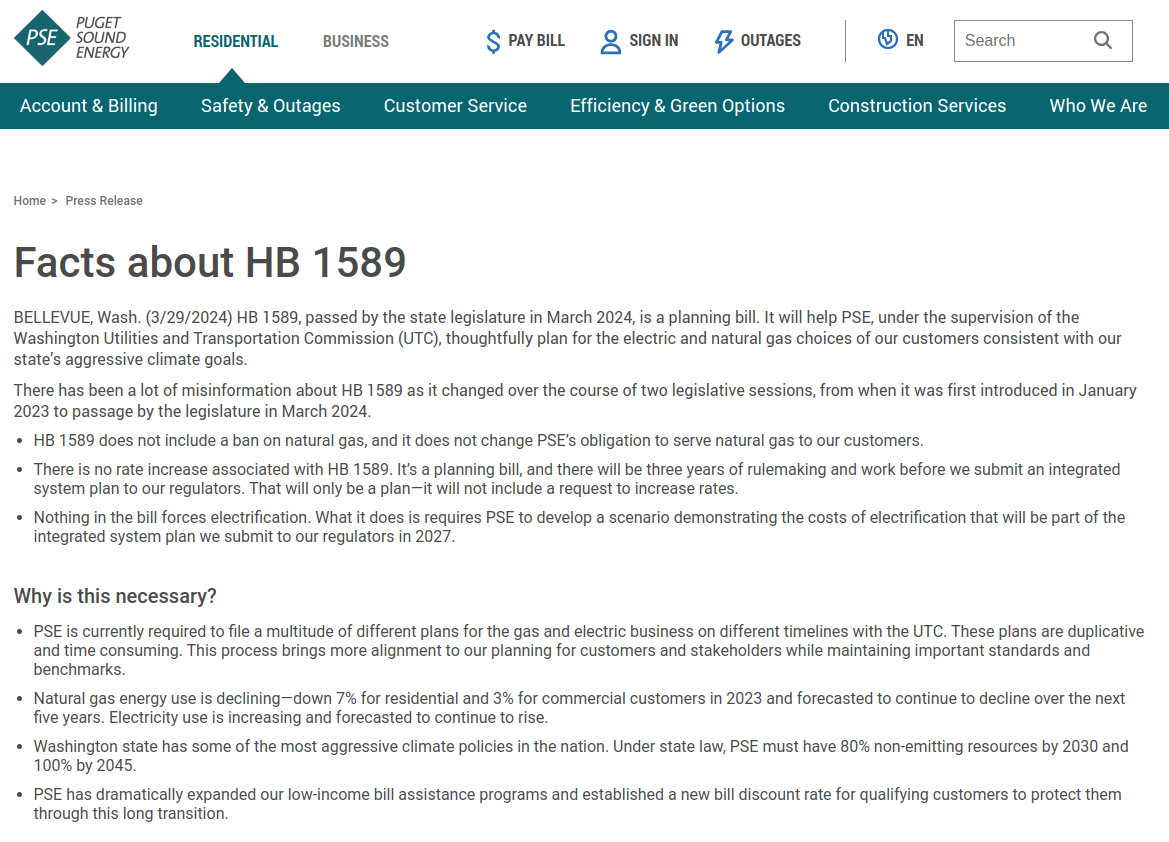 PSE
PUGET
SOUND
ENERGY
RESIDENTIAL
BUSINESS
PAY BILL
SIGN IN
OUTAGES
EN
Search
Account & Billing
Safety & Outages
Customer Service
Efficiency & Green Options
Construction Services
Who We Are
Home > Press Release
Facts about HB 1589
BELLEVUE, Wash. (3/29/2024) HB 1589, passed by the state legislature in March 2024, is a planning bill. It will help PSE, under the supervision of the
Washington Utilities and Transportation Commission (UTC), thoughtfully plan for the electric and natural gas choices of our customers consistent with our
state’s aggressive climate goals.
There has been a lot of misinformation about HB 1589 as it changed over the course of two legislative sessions, from when it was first introduced in January
2023 to passage by the legislature in March 2024.
• HB 1589 does not include a ban on natural gas, and it does not change PSE’s obligation to serve natural gas to our customers.
• There is no rate increase associated with HB 1589. It’s a planning bill, and there will be three years of rulemaking and work before we submit an integrated
system plan to our regulators. That will only be a plan—it will not include a request to increase rates.
• Nothing in the bill forces electrification. What it does is requires PSE to develop a scenario demonstrating the costs of electrification that will be part of the
integrated system plan we submit to our regulators in 2027.
Why is this necessary?
• PSE is currently required to file a multitude of different plans for the gas and electric business on different timelines with the UTC. These plans are duplicative
and time consuming. This process brings more alignment to our planning for customers and stakeholders while maintaining important standards and
benchmarks.
• Natural gas energy use is declining—down 7% for residential and 3% for commercial customers in 2023 and forecasted to continue to decline over the next
five years. Electricity use is increasing and forecasted to continue to rise.
• Washington state has some of the most aggressive climate policies in the nation. Under state law, PSE must have 80% non-emitting resources by 2030 and
100% by 2045.
• PSE has dramatically expanded our low-income bill assistance programs and established a new bill discount rate for qualifying customers to protect them
through this long transition.